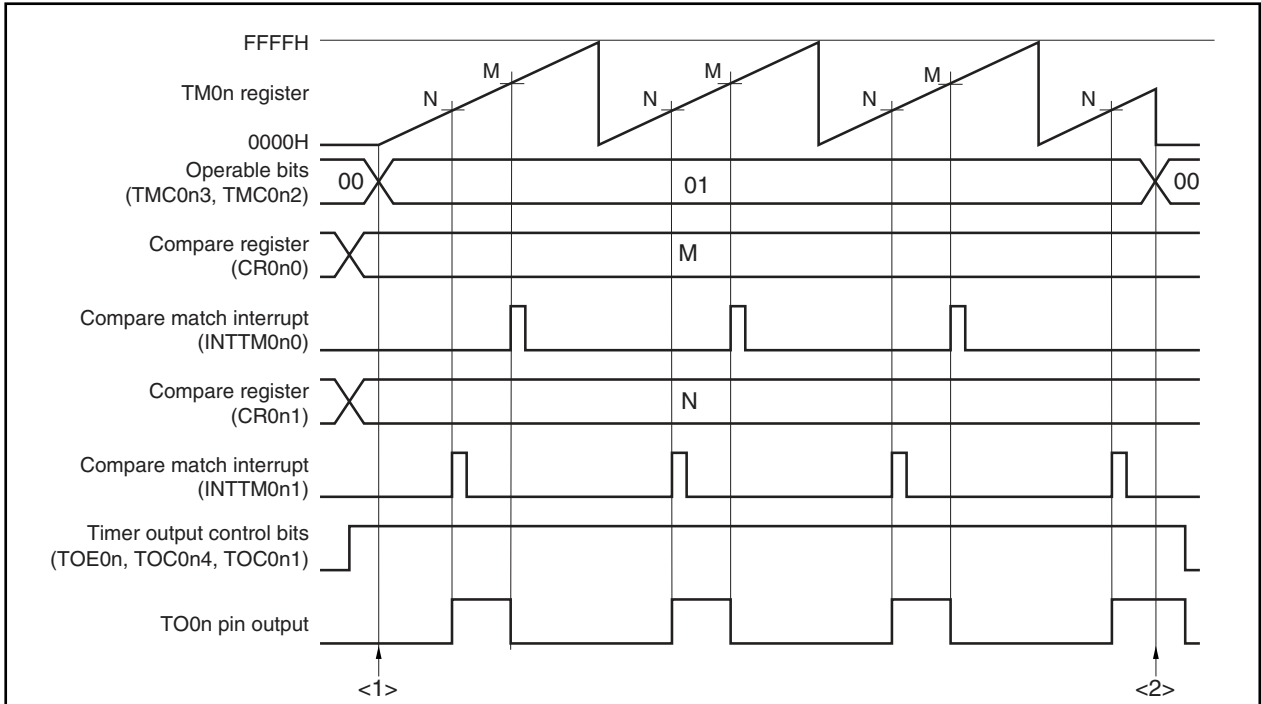 FFFFH
M
M
M
TM0n register
N
N
N
N
0000H
Operable bits
(TMC0n3, TMC0n2)
00
01
00
Compare register
(CR0n0)
M
Compare match interrupt
(INTTM0n0)
Compare register
(CR0n1)
N
Compare match interrupt
(INTTM0n1)
Timer output control bits
(TOE0n, TOC0n4, TOC0n1)
TO0n pin output
<1>
<2>